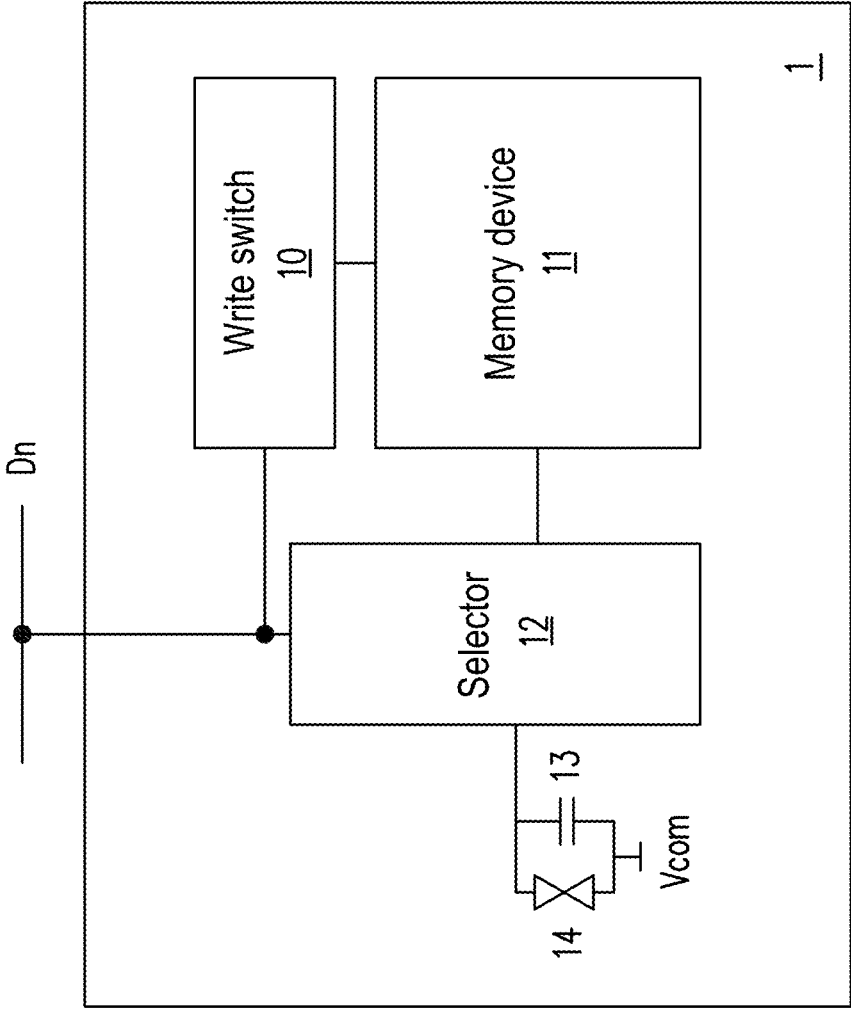 Dn
Write switch
10
Memory device
11
Selector
12
13
14
Vcom
1